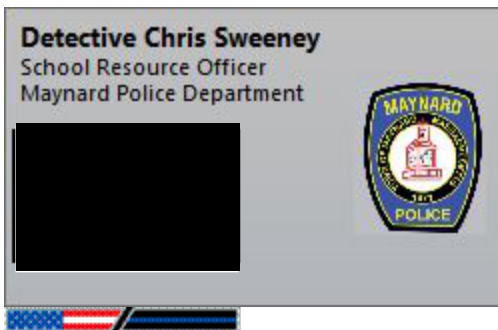 Detective Chris Sweeney
School Resource Officer
Maynard Police Department
MAYNARD
POLICE